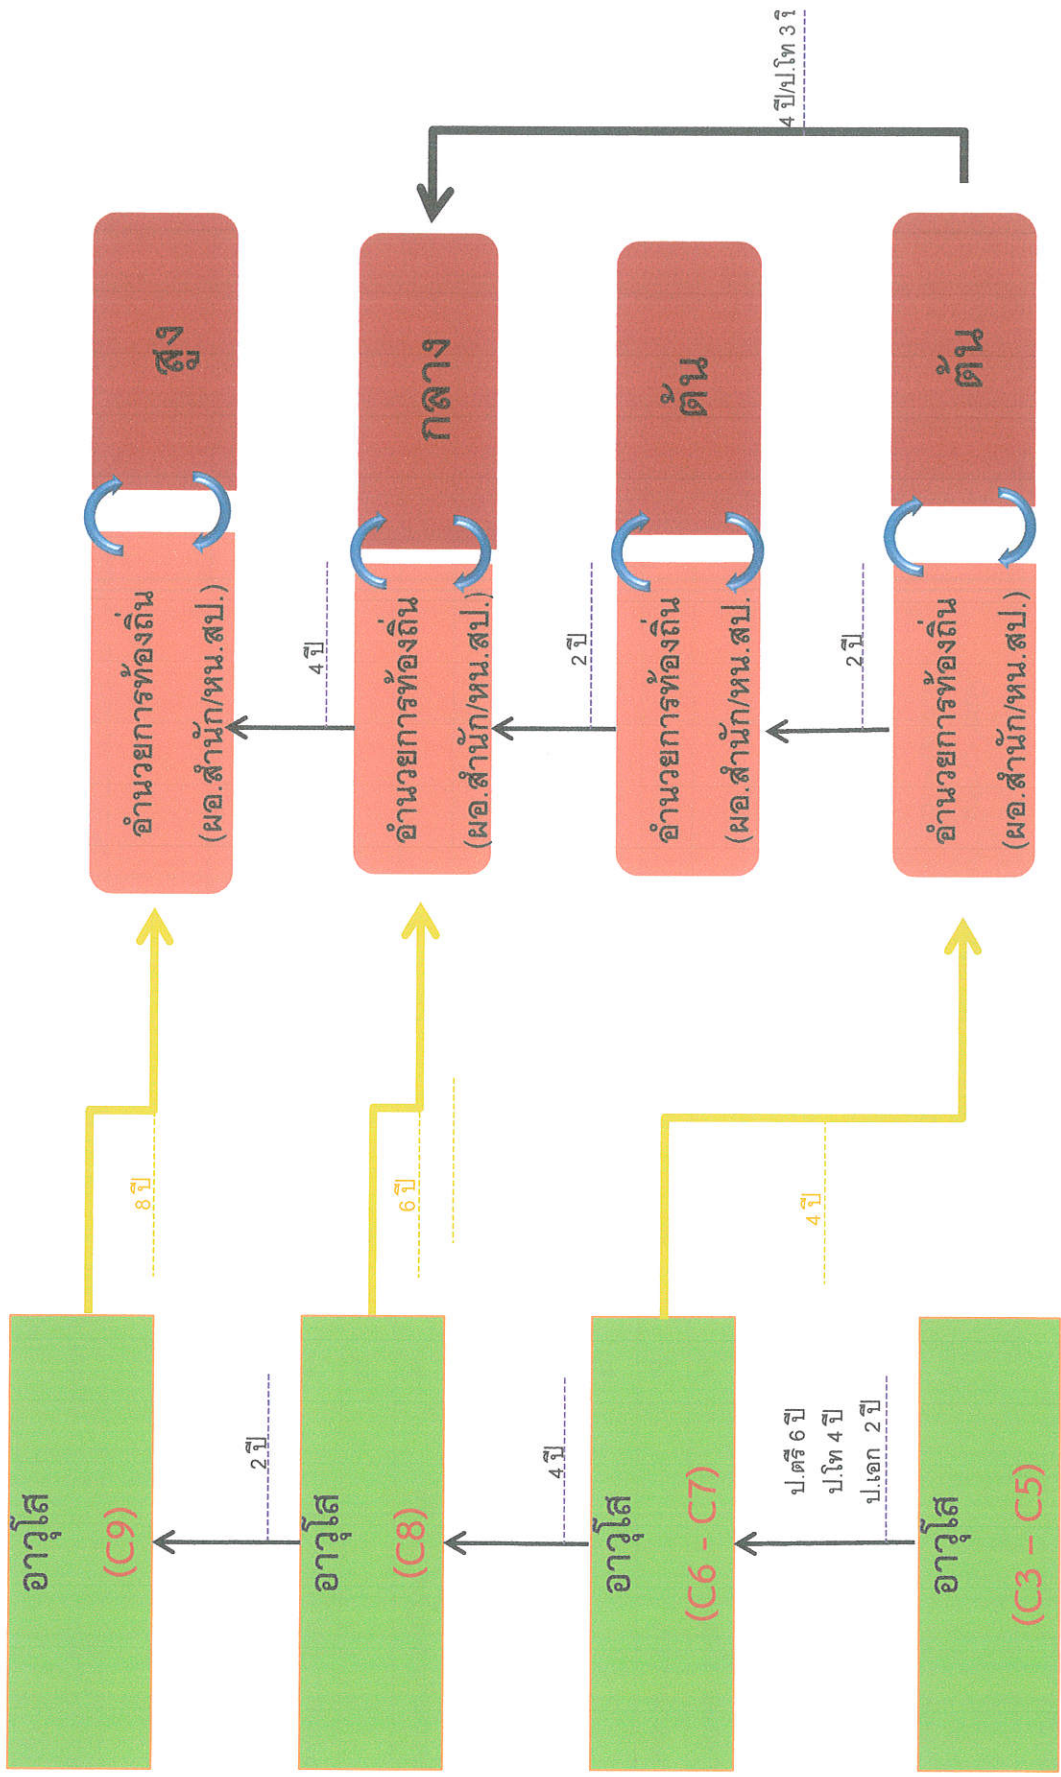 อาวุโส
(C9)
8 ปี
อำนวยการท้องถิ่น
(ผอ.สำนัก/หน.สป.)
สูง
2 ปี
4 ปี
อาวุโส
(C8)
6 ปี
อำนวยการท้องถิ่น
(ผอ.สำนัก/หน.สป.)
กลาง
4 ปี
2 ปี
อาวุโส
(C6 - C7)
อำนวยการท้องถิ่น
(ผอ.สำนัก/หน.สป.
ต้น
4 ปี/ป.โท 3 ปี
ป.ตรี 6 ปี
ป.โท 4 ปี
ป.เอก 2 ปี
4 ปี
2 ปี
อาวุโส
(C3 – C5)
อำนวยการท้องถิ่น
(ผอ.สำนัก/หน.สป.)
ต้น